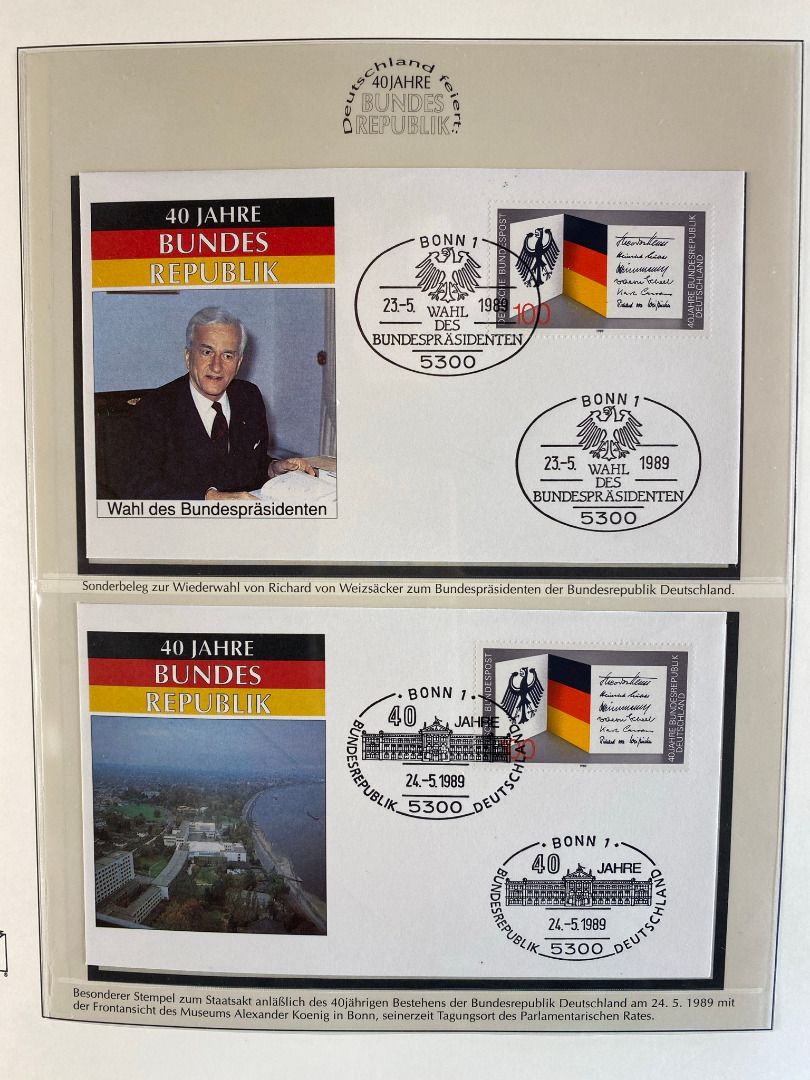 Deutschland feiert:
40 JAHRE
BUNDES
REPUBLIK
40 JAHRE
BUNDES
REPUBLIK
Wahl des Bundespräsidenten
BONN 1
23.-5. 1989
WAHL
DES
BUNDESPRÄSIDENTEN
5300
DEUTSCHE BUNDESPOST
100
40 JAHRE BUNDESREPUBLIK
DEUTSCHLAND
1989
BONN 1
23.-5. 1989
WAHL
DES
BUNDESPRÄSIDENTEN
5300
Sonderbeleg zur Wiederwahl von Richard von Weizsäcker zum Bundespräsidenten der Bundesrepublik Deutschland.
40 JAHRE
BUNDES
REPUBLIK
BONN 1
40 JAHRE
24.-5.1989
BUNDESREPUBLIK 5300 DEUTSCHLAND
BUNDESPOST
40 JAHRE BUNDESREPUBLIK
DEUTSCHLAND
BONN 1
40 JAHRE
24.-5.1989
BUNDESREPUBLIK 5300 DEUTSCHLAND
Besonderer Stempel zum Staatsakt anläßlich des 40jährigen Bestehens der Bundesrepublik Deutschland am 24. 5. 1989 mit
der Frontansicht des Museums Alexander Koenig in Bonn, seinerzeit Tagungsort des Parlamentarischen Rates.